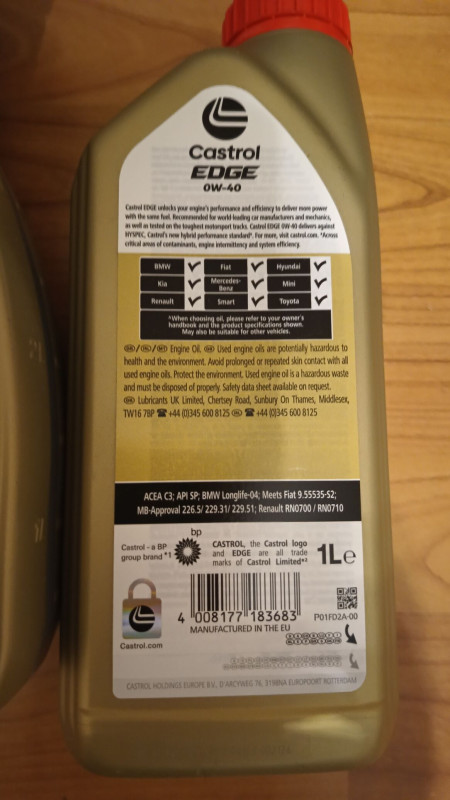 Castrol
EDGE
0W-40
Castrol EDGE unlocks your engine's performance and efficiency to deliver more power
with the same fuel. Recommended for world-leading car manufacturers and mechanics,
as well as tested on the toughest motorsport tracks. Castrol EDGE 0W-40 delivers against
HYSPEC, Castrol's new hybrid performance standard*. For more, visit castrol.com. *Across
critical areas of contaminants, engine intermittency and system efficiency.
BMW ✓ Fiat ✓ Hyundai ✓
Kia ✓ Mercedes-Benz ✓ Mini ✓
Renault ✓ Smart ✓ Toyota ✓
"When choosing oil, please refer to your owner's
handbook and the product specifications shown.
May also be suitable for other vehicles.
Engine Oil. Used engine oils are potentially hazardous to
health and the environment. Avoid prolonged or repeated skin contact with all
used engine oils. Protect the environment. Used engine oil is a hazardous waste
and must be disposed of properly. Safety data sheet available on request.
Lubricants UK Limited, Chertsey Road, Sunbury On Thames, Middlesex,
TW16 7BP ☎ +44 (0)345 600 8125 ☎ +44 (0)345 600 8125
ACEA C3; API SP; BMW Longlife-04; Meets Fiat 9.55535-S2;
MB-Approval 226.5/ 229.31/ 229.51; Renault RN0700 / RN0710
bp
Castrol - a BP
group brand *1
CASTROL, the Castrol logo
and EDGE are all trade
marks of Castrol Limited*²
1Le
4 008177 183683
P01FD2A-00
MANUFACTURED IN THE EU
Castrol.com
CASTROL HOLDINGS EUROPE B.V., D'ARCYWEG 76, 3198NA EUROPOORT ROTTERDAM